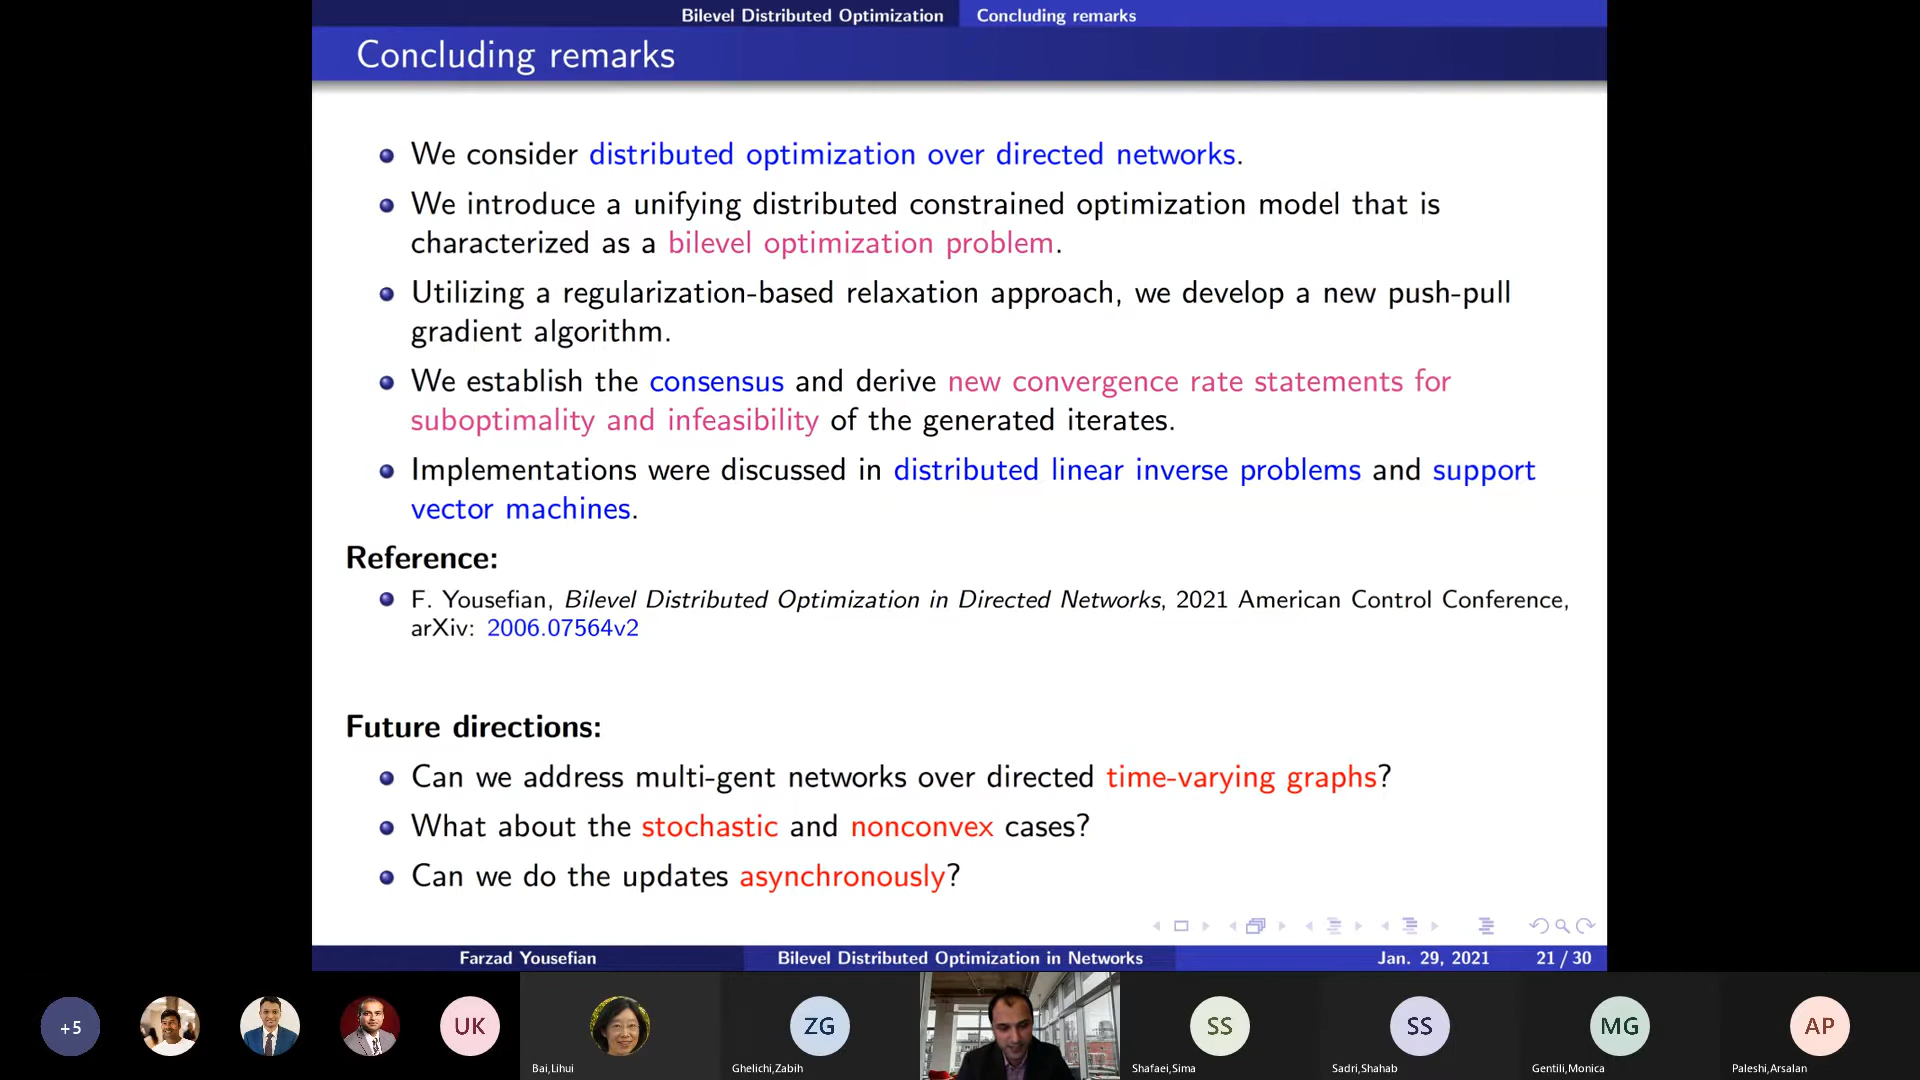 Bilevel Distributed Optimization Concluding remarks
Concluding remarks
We consider distributed optimization over directed networks.
We introduce a unifying distributed constrained optimization model that is
characterized as a bilevel optimization problem.
Utilizing a regularization-based relaxation approach, we develop a new push-pull
gradient algorithm.
We establish the consensus and derive new convergence rate statements for
suboptimality and infeasibility of the generated iterates.
Implementations were discussed in distributed linear inverse problems and support
vector machines.
Reference:
F. Yousefian, Bilevel Distributed Optimization in Directed Networks, 2021 American Control Conference,
arXiv: 2006.07564v2
Future directions:
Can we address multi-gent networks over directed time-varying graphs?
What about the stochastic and nonconvex cases?
Can we do the updates asynchronously?
Farzad Yousefian Bilevel Distributed Optimization in Networks Jan. 29, 2021 21 / 30
+5 UK ZG SS SS MG AP
Bai,Lihui Ghelichi,Zabih Shafaei,Sima Sadri,Shahab Gentili,Monica Paleshi,Arsalan